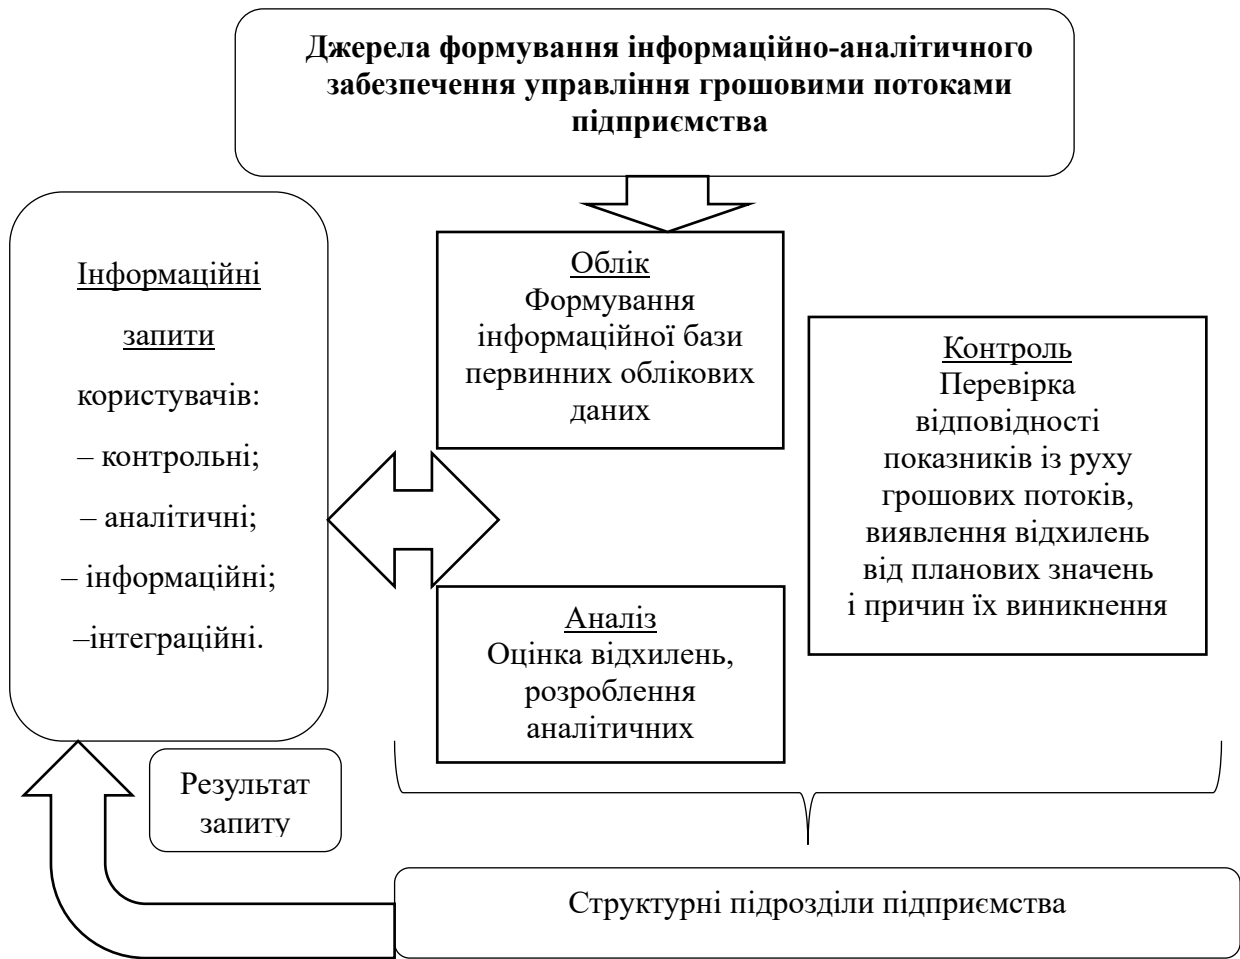 Джерела формування інформаційно-аналітичного
забезпечення управління грошовими потоками
підприємства
Інформаційні
запити
користувачів:
– контрольні;
– аналітичні;
– інформаційні;
–інтеграційні.
Облік
Формування
інформаційної бази
первинних облікових
даних
Контроль
Перевірка
відповідності
показників із руху
грошових потоків,
виявлення відхилень
від планових значень
і причин їх виникнення
Аналіз
Оцінка відхилень,
розроблення
аналітичних
Результат
запиту
Структурні підрозділи підприємства